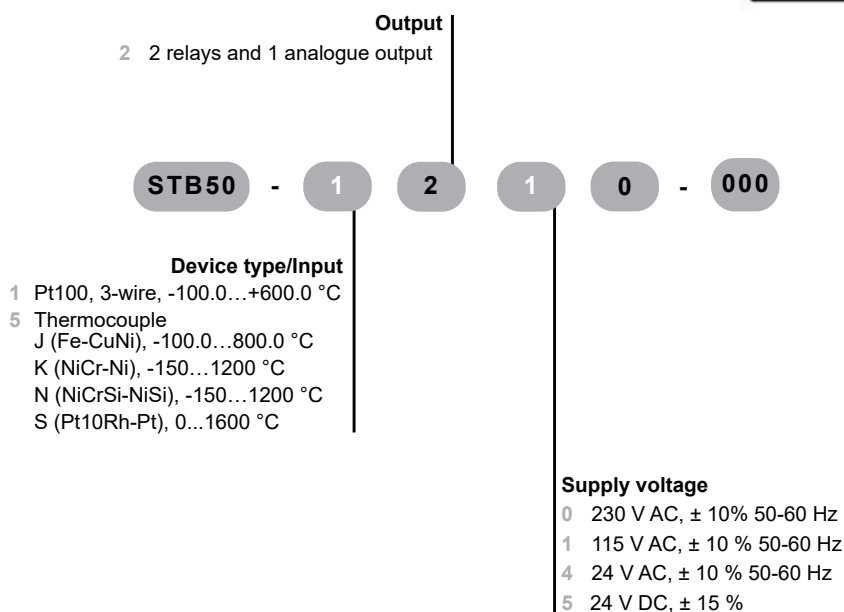 Output
2 2 relays and 1 analogue output
STB50 - 1 2 1 0 - 000
Device type/Input
1 Pt100, 3-wire, -100.0…+600.0 °C
5 Thermocouple
J (Fe-CuNi), -100.0…800.0 °C
K (NiCr-Ni), -150…1200 °C
N (NiCrSi-NiSi), -150…1200 °C
S (Pt10Rh-Pt), 0...1600 °C
Supply voltage
0 230 V AC, ± 10% 50-60 Hz
1 115 V AC, ± 10 % 50-60 Hz
4 24 V AC, ± 10 % 50-60 Hz
5 24 V DC, ± 15 %